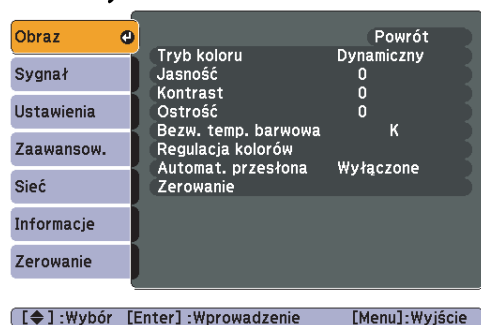 Obraz
Sygnał
Ustawienia
Zaawansow.
Sieć
Informacje
Zerowanie
Powrót
Tryb koloru Dynamiczny
Jasność 0
Kontrast 0
Ostrość 0
Bezw. temp. barwowa K
Regulacja kolorów
Automat. przesłona Wyłączone
Zerowanie
[◆] :Wybór [Enter] :Wprowadzenie [Menu]:Wyjście